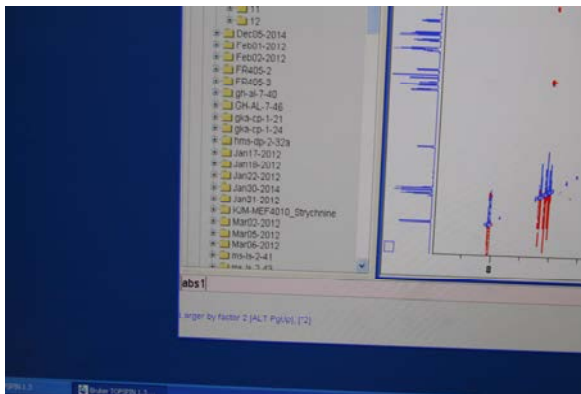 11
12
Dec05-2014
Feb01-2012
Feb02-2012
FR405-2
FR405-3
gh-al-7-40
GH-AL-7-46
gka-cp-1-21
gka-cp-1-24
hms-dp-2-32a
Jan17-2012
Jan18-2012
Jan22-2012
Jan30-2014
Jan31-2012
KJM-MEF4010_Strychnine
Mar02-2012
Mar05-2012
Mar06-2012
ms-ls-2-41
8
abs1
Larger by factor 2 [ALT PgUp], [*2]
Bruker TOPSPIN 1.3